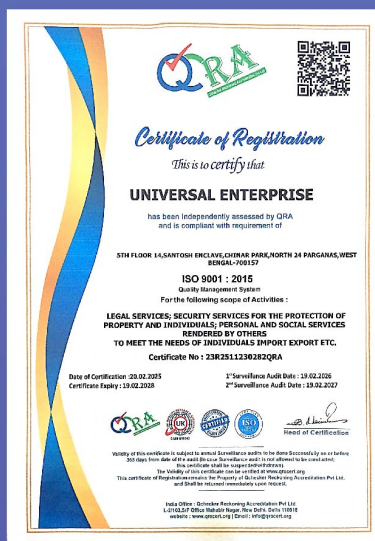 QRA
Certificate of Registration
This is to certify that
UNIVERSAL ENTERPRISE
has been independently assessed by QRA
and is compliant with requirement of
5TH FLOOR 14,SANTOSH ENCLAVE,CHINAR PARK,NORTH 24 PARGANAS,WEST
BENGAL-700157
ISO 9001 : 2015
Quality Management System
For the following scope of Activities :
LEGAL SERVICES; SECURITY SERVICES FOR THE PROTECTION OF
PROPERTY AND INDIVIDUALS; PERSONAL AND SOCIAL SERVICES
RENDERED BY OTHERS
TO MEET THE NEEDS OF INDIVIDUALS IMPORT EXPORT ETC.
Certificate No : 23R2511230282QRA
Date of Certification :20.02.2025
1st Surveillance Audit Date : 19.02.2026
Certificate Expiry : 19.02.2028
2nd Surveillance Audit Date : 19.02.2027
QRA
UK
CERTIFIED
ISO
Head of Certification
Validity of this certificate is subject to annual Surveillance audits to be done Successfully on or before
365 days from date of the audit (In case Surveillance audit is not allowed to be conducted;
this certificate shall be suspended/withdrawn).
The Validity of this certificate can be verified at www.qracert.org
This certificate of Registration remains the Property of Qchecker Reckoning Accreditation Pvt Ltd.
and Shall be returned immediately upon request.
India Office : Qchecker Reckoning Accreditation Pvt Ltd
L-2/103,S/F Office Mahabir Nagar, New Delhi, Delhi 110018
website : www.qracert.org | Email : info@qracert.org